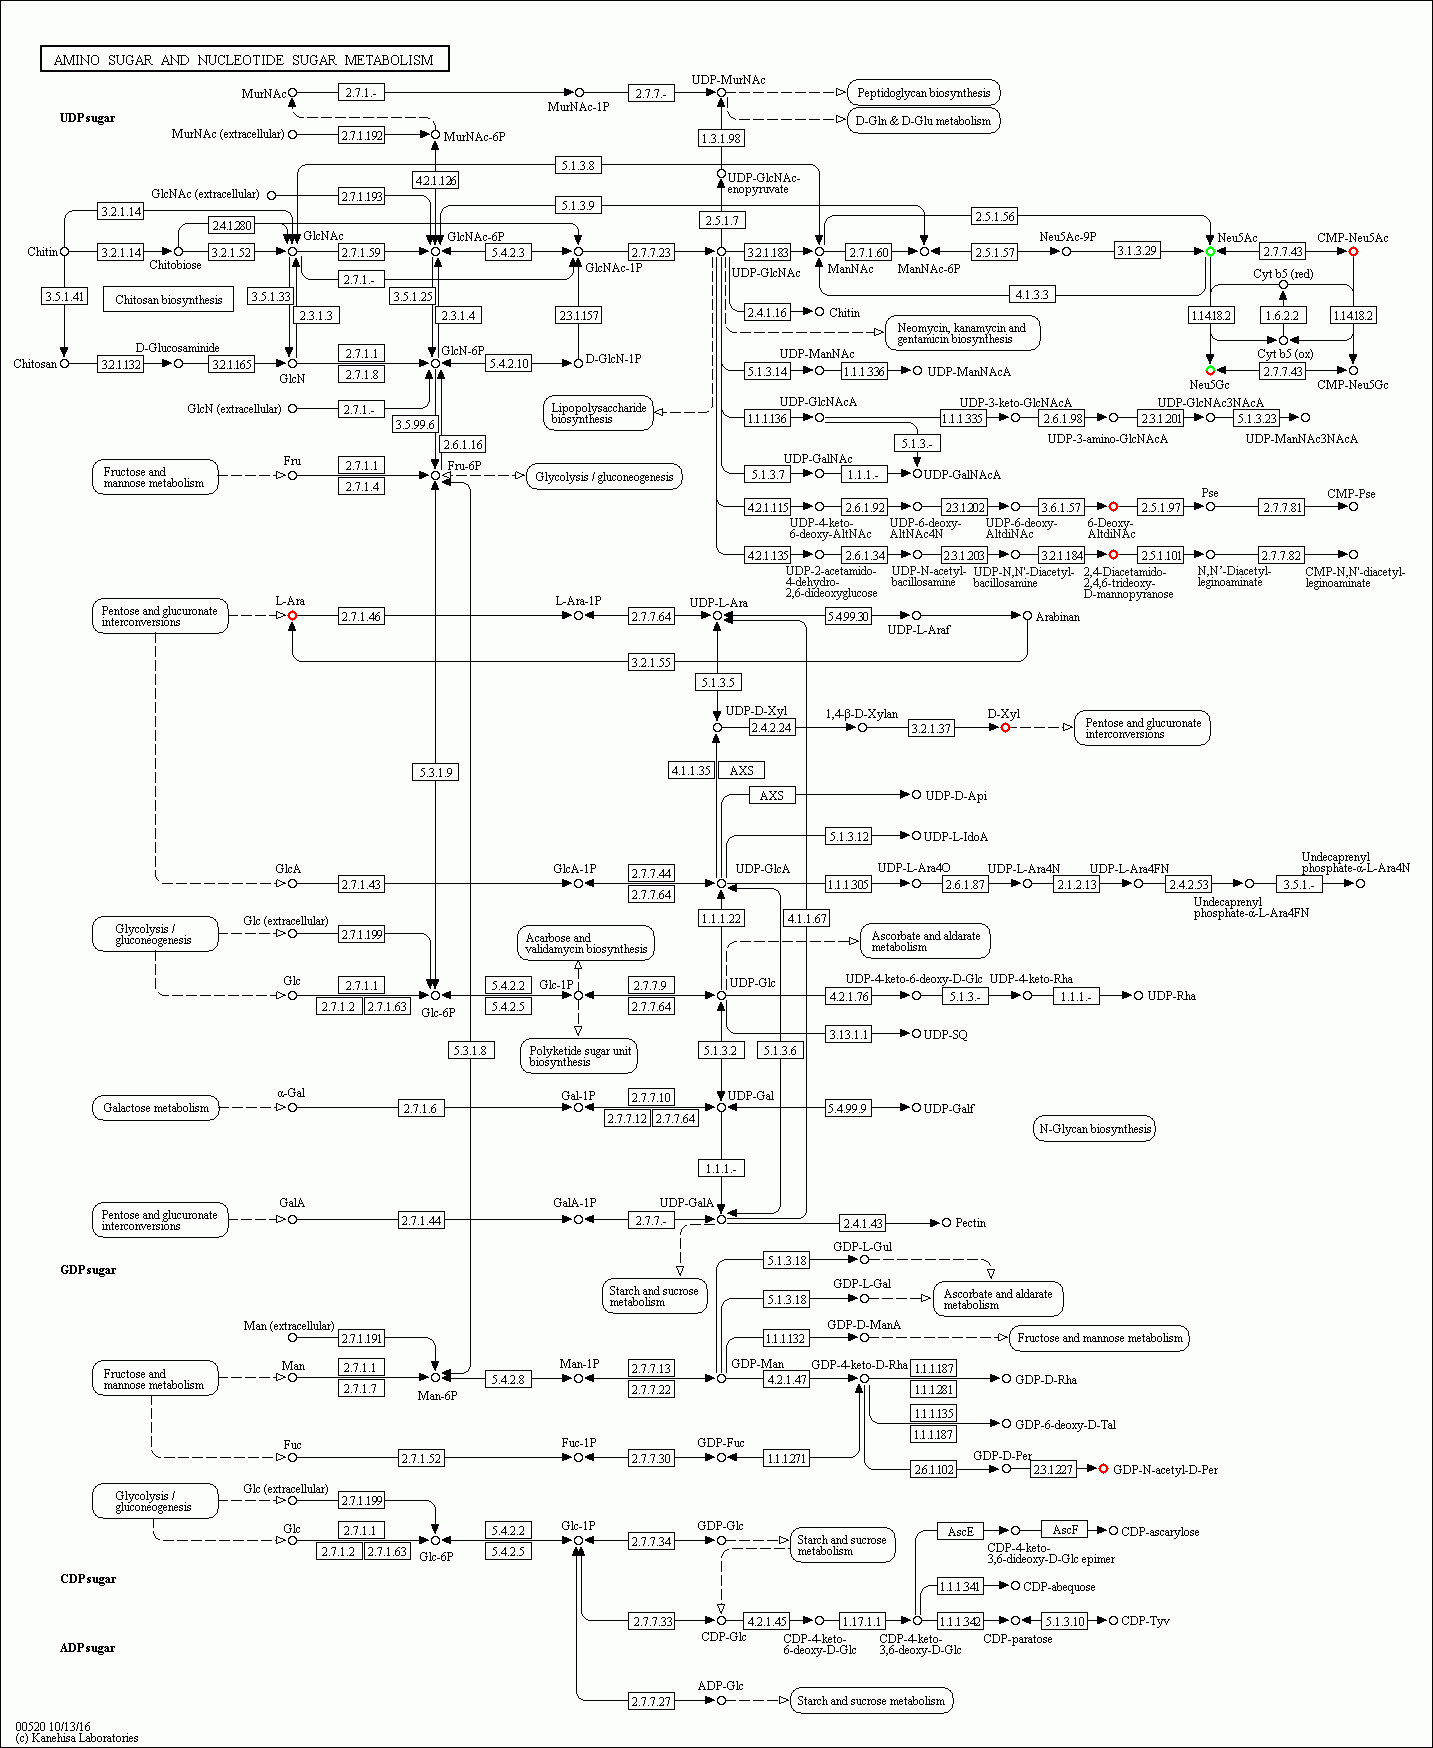 AMINO SUGAR AND NUCLEOTIDE SUGAR METABOLISM
UDP-MurNAc
MurNAc
2.7.1.-
MurNAc-1P
2.7.7.-
Peptidoglycan biosynthesis
UDP sugar
D-Gln & D-Glu metabolism
MurNAc (extracellular)
2.7.1.192
MurNAc-6P
1.3.1.98
5.1.3.8
4.2.1.126
UDP-GlcNAc-
enopyruvate
GlcNAc (extracellular)
2.7.1.193
5.1.3.9
3.2.1.14
2.4.1.280
2.5.1.7
2.5.1.56
GlcNAc
GlcNAc-6P
Neu5Ac-9P
Neu5Ac
CMP-Neu5Ac
Chitin
3.2.1.14
Chitobiose
3.2.1.52
2.7.1.59
5.4.2.3
GlcNAc-1P
2.7.7.23
UDP-GlcNAc
3.2.1.183
ManNAc
2.7.1.60
ManNAc-6P
2.5.1.57
3.1.3.29
2.7.7.43
2.7.1.-
Cyt b5 (red)
3.5.1.41
Chitosan biosynthesis
3.5.1.33
3.5.1.25
4.1.3.3
2.3.1.3
2.3.1.4
2.3.1.157
2.4.1.16
Chitin
1.14.18.2
1.6.2.2
1.14.18.2
Neomycin, kanamycin and
gentamicin biosynthesis
D-Glucosaminide
GlcN-6P
UDP-ManNAc
Cyt b5 (ox)
Chitosan
3.2.1.132
3.2.1.165
GlcN
2.7.1.1
2.7.1.8
5.4.2.10
D-GlcN-1P
5.1.3.14
1.1.1.336
UDP-ManNAcA
Neu5Gc
2.7.7.43
CMP-Neu5Gc
GlcN (extracellular)
2.7.1.-
Lipopolysaccharide
biosynthesis
UDP-GlcNAcA
UDP-3-keto-GlcNAcA
UDP-GlcNAc3NAcA
1.1.1.136
1.1.1.335
2.6.1.98
2.3.1.201
5.1.3.23
3.5.99.6
UDP-3-amino-GlcNAcA
UDP-ManNAc3NAcA
2.6.1.16
5.1.3.-
UDP-GalNAc
Fructose and
mannose metabolism
Fru
2.7.1.1
2.7.1.4
Fru-6P
Glycolysis / gluconeogenesis
5.1.3.7
1.1.1.-
UDP-GalNAcA
Pse
CMP-Pse
4.2.1.115
2.6.1.92
2.3.1.202
3.6.1.57
2.5.1.97
2.7.7.81
UDP-4-keto-
6-deoxy-AltNAc
UDP-6-deoxy-
AltNAc4N
UDP-6-deoxy-
AltdiNAc
6-Deoxy-
AltdiNAc
4.2.1.135
2.6.1.34
2.3.1.203
3.2.1.184
2.5.1.101
2.7.7.82
UDP-2-acetamido-
4-dehydro-
2,6-dideoxyglucose
UDP-N-acetyl-
bacillosamine
UDP-N,N'-Diacetyl-
bacillosamine
2,4-Diacetamido-
2,4,6-trideoxy-
D-mannopyranose
N,N'-Diacetyl-
leginoaminate
CMP-N,N'-diacetyl-
leginoaminate
L-Ara
L-Ara-1P
UDP-L-Ara
Pentose and glucuronate
interconversions
2.7.1.46
2.7.7.64
5.4.99.30
UDP-L-Araf
Arabinan
3.2.1.55
5.1.3.5
UDP-D-Xyl
1,4-β-D-Xylan
D-Xyl
2.4.2.24
3.2.1.37
Pentose and glucuronate
interconversions
5.3.1.9
4.1.1.35
AXS
AXS
UDP-D-Api
5.1.3.12
UDP-L-IdoA
GlcA
GlcA-1P
2.7.7.44
UDP-GlcA
UDP-L-Ara4O
UDP-L-Ara4N
UDP-L-Ara4FN
Undecaprenyl
phosphate-α-L-Ara4N
2.7.1.43
2.7.7.64
1.1.1.305
2.6.1.87
2.1.2.13
2.4.2.53
3.5.1.-
Undecaprenyl
phosphate-α-L-Ara4FN
1.1.1.22
4.1.1.67
Glc (extracellular)
Glycolysis /
gluconeogenesis
2.7.1.199
Acarbose and
validamycin biosynthesis
Ascorbate and aldarate
metabolism
Glc
2.7.1.1
5.4.2.2
Glc-1P
2.7.7.9
UDP-Glc
UDP-4-keto-6-deoxy-D-Glc
UDP-4-keto-Rha
2.7.1.2
2.7.1.63
Glc-6P
5.4.2.5
2.7.7.64
4.2.1.76
5.1.3.-
1.1.1.-
UDP-Rha
3.13.1.1
UDP-SQ
5.3.1.8
Polyketide sugar unit
biosynthesis
5.1.3.2
5.1.3.6
α-Gal
Gal-1P
2.7.7.10
UDP-Gal
Galactose metabolism
2.7.1.6
2.7.7.12
2.7.7.64
5.4.99.9
UDP-Galf
N-Glycan biosynthesis
1.1.1.-
GalA
GalA-1P
UDP-GalA
Pentose and glucuronate
interconversions
2.7.1.44
2.7.7.-
2.4.1.43
Pectin
GDP sugar
GDP-L-Gul
5.1.3.18
Starch and sucrose
metabolism
GDP-L-Gal
5.1.3.18
Ascorbate and aldarate
metabolism
Man (extracellular)
2.7.1.191
GDP-D-ManA
1.1.1.132
Fructose and mannose metabolism
Fructose and
mannose metabolism
Man
2.7.1.1
2.7.1.7
Man-6P
5.4.2.8
Man-1P
2.7.7.13
2.7.7.22
GDP-Man
4.2.1.47
GDP-4-keto-D-Rha
1.1.1.187
1.1.1.281
GDP-D-Rha
1.1.1.135
1.1.1.187
GDP-6-deoxy-D-Tal
Fuc
2.7.1.52
Fuc-1P
2.7.7.30
GDP-Fuc
1.1.1.271
GDP-D-Per
2.6.1.102
2.3.1.227
GDP-N-acetyl-D-Per
Glycolysis /
gluconeogenesis
Glc (extracellular)
2.7.1.199
Glc
2.7.1.1
2.7.1.2
2.7.1.63
Glc-6P
5.4.2.2
5.4.2.5
Glc-1P
2.7.7.34
GDP-Glc
Starch and sucrose
metabolism
AscE
AscF
CDP-ascarylose
CDP-4-keto-
3,6-dideoxy-D-Glc epimer
CDP sugar
1.1.1.341
CDP-abequose
2.7.7.33
CDP-Glc
4.2.1.45
CDP-4-keto-
6-deoxy-D-Glc
1.17.1.1
CDP-4-keto-
3,6-deoxy-D-Glc
1.1.1.342
CDP-paratose
5.1.3.10
CDP-Tyv
ADP sugar
ADP-Glc
2.7.7.27
Starch and sucrose metabolism
00520 10/13/16
(c) Kanehisa Laboratories